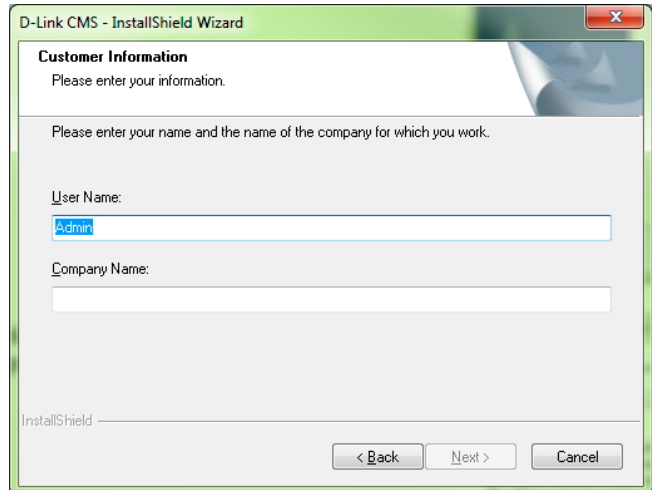 D-Link CMS - InstallShield Wizard
Customer Information
Please enter your information.
Please enter your name and the name of the company for which you work.
User Name:
Admin
Company Name:
InstallShield
< Back
Next >
Cancel